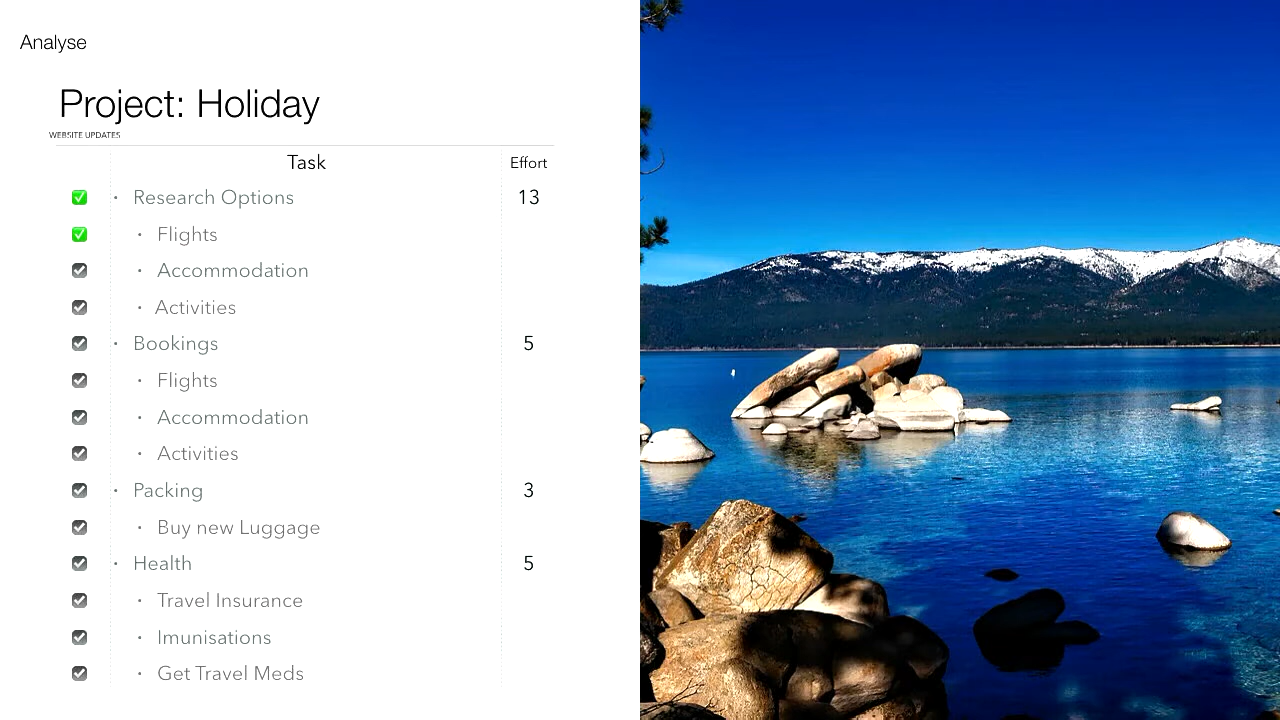 Analyse
Project: Holiday
WEBSITE UPDATES
Task Effort
Research Options 13
Flights
Accommodation
Activities
Bookings 5
Flights
Accommodation
Activities
Packing 3
Buy new Luggage
Health 5
Travel Insurance
Imunisations
Get Travel Meds